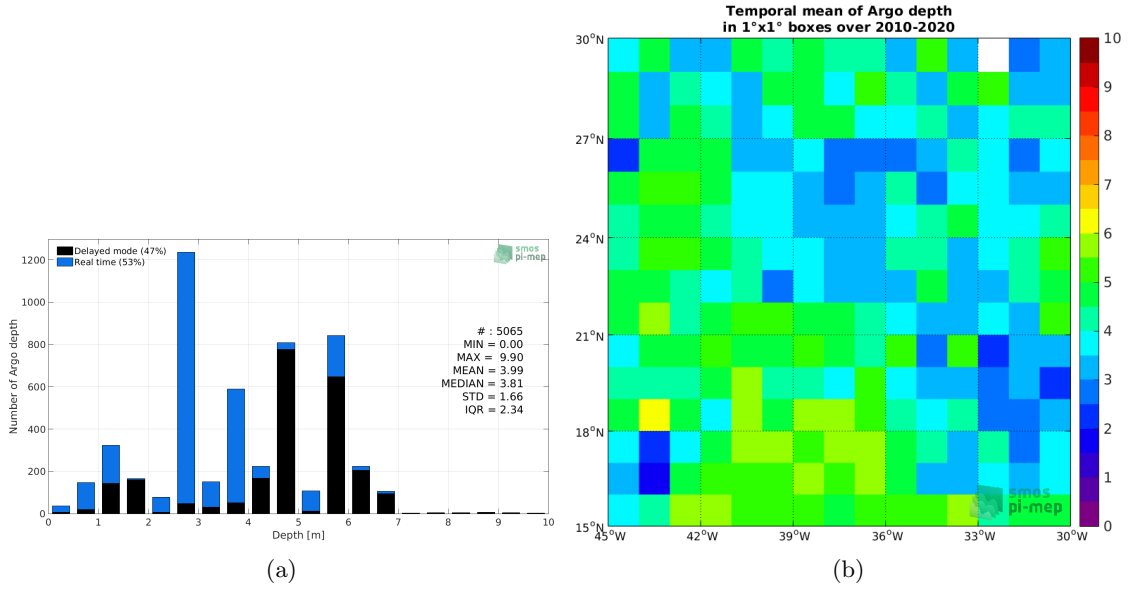 Delayed mode (47%)
Real time (53%)
smos
pi-mep
Number of Argo depth
1200
1000
800
600
400
200
0
# : 5065
MIN = 0.00
MAX = 9.90
MEAN = 3.99
MEDIAN = 3.81
STD = 1.66
IQR = 2.34
0 1 2 3 4 5 6 7 8 9 10
Depth [m]
(a)
Temporal mean of Argo depth
in 1°x1° boxes over 2010-2020
30°N
27°N
24°N
21°N
18°N
15°N
45°W 42°W 39°W 36°W 33°W 30°W
smos
pi-mep
10
9
8
7
6
5
4
3
2
1
0
(b)